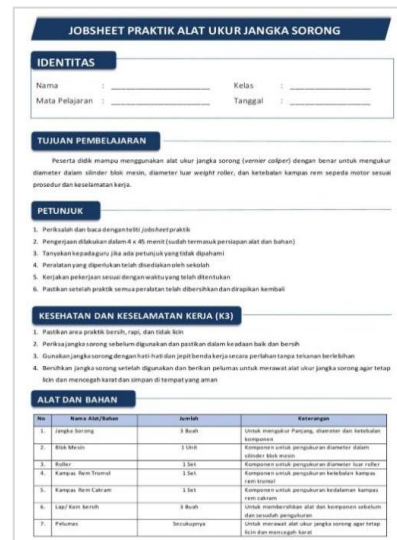 JOBSHEET PRAKTIK ALAT UKUR JANGKA SORONG
IDENTITAS
Nama : ____________________ Kelas : ________________
Mata Pelajaran : ____________________ Tanggal : ________________
TUJUAN PEMBELAJARAN
Peserta didik mampu menggunakan alat ukur jangka sorong (vernier caliper) dengan benar untuk mengukur
diameter dalam silinder blok mesin, diameter luar weight roller, dan ketebalan kampas rem sepeda motor sesuai
prosedur dan keselamatan kerja.
PETUNJUK
1. Periksalah dan baca dengan teliti jobsheet praktik
2. Pengerjaan dilakukan dalam 4 x 45 menit (sudah termasuk persiapan alat dan bahan)
3. Tanyakan kepada guru jika ada petunjuk yang tidak dipahami
4. Peralatan yang diperlukan telah disediakan oleh sekolah
5. Kerjakan pekerjaan sesuai dengan waktu yang telah ditentukan
6. Pastikan setelah praktik semua peralatan telah dibersihkan dan dirapikan kembali
KESEHATAN DAN KESELAMATAN KERJA (K3)
1. Pastikan area praktik bersih, rapi, dan tidak licin
2. Periksa jangka sorong sebelum digunakan dan pastikan dalam keadaan baik dan bersih
3. Gunakan jangka sorong dengan hati-hati dan jepit benda kerja secara perlahan tanpa tekanan berlebihan
4. Bersihkan jangka sorong setelah digunakan dan berikan pelumas untuk merawat alat ukur jangka sorong agar tetap
licin dan mencegah karat dan simpan di tempat yang aman
ALAT DAN BAHAN
No Nama Alat/Bahan Jumlah Keterangan
1. Jangka Sorong 3 Buah Untuk mengukur Panjang, diameter dan ketebalan
komponen
2. Blok Mesin 1 Unit Komponen untuk pengukuran diameter dalam
silinder blok mesin
3. Roller 1 Set Komponen untuk pengukuran diameter luar roller
4. Kampas Rem Tromol 1 Set Komponen untuk pengukuran ketebalan kampas
rem tromol
5. Kampas Rem Cakram 1 Set Komponen untuk pengukuran kedalaman kampas
rem cakram
6. Lap/ Kain bersih 3 Buah Untuk membersihkan alat dan komponen sebelum
dan sesudah pengukuran
7. Pelumas Secukupnya Untuk merawat alat ukur jangka sorong agar tetap
licin dan mencegah karat